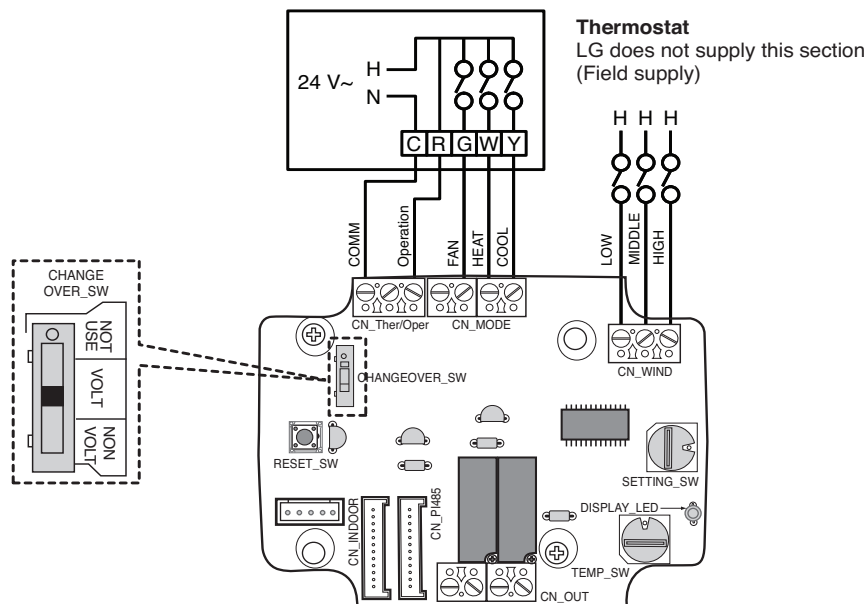 Thermostat
LG does not supply this section
(Field supply)
24 V~
H
N
C R G W Y
H H H
COMM
Operation
FAN
HEAT
COOL
LOW
MIDDLE
HIGH
CHANGE
OVER_SW
NOT
USE
VOLT
NON
VOLT
CN_Ther/Oper
CN_MODE
CN_WIND
CHANGEOVER_SW
RESET_SW
SETTING_SW
CN_INDOOR
CN_PI485
DISPLAY_LED
TEMP_SW
CN_OUT